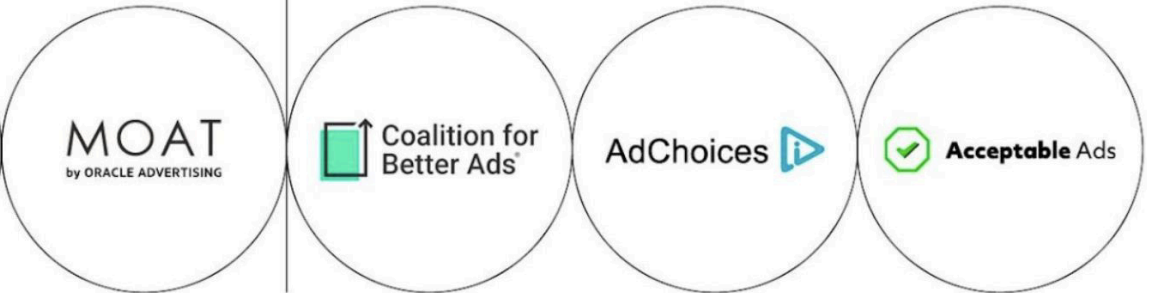 MOAT
by ORACLE ADVERTISING
Coalition for
Better Ads®
AdChoices
Acceptable Ads